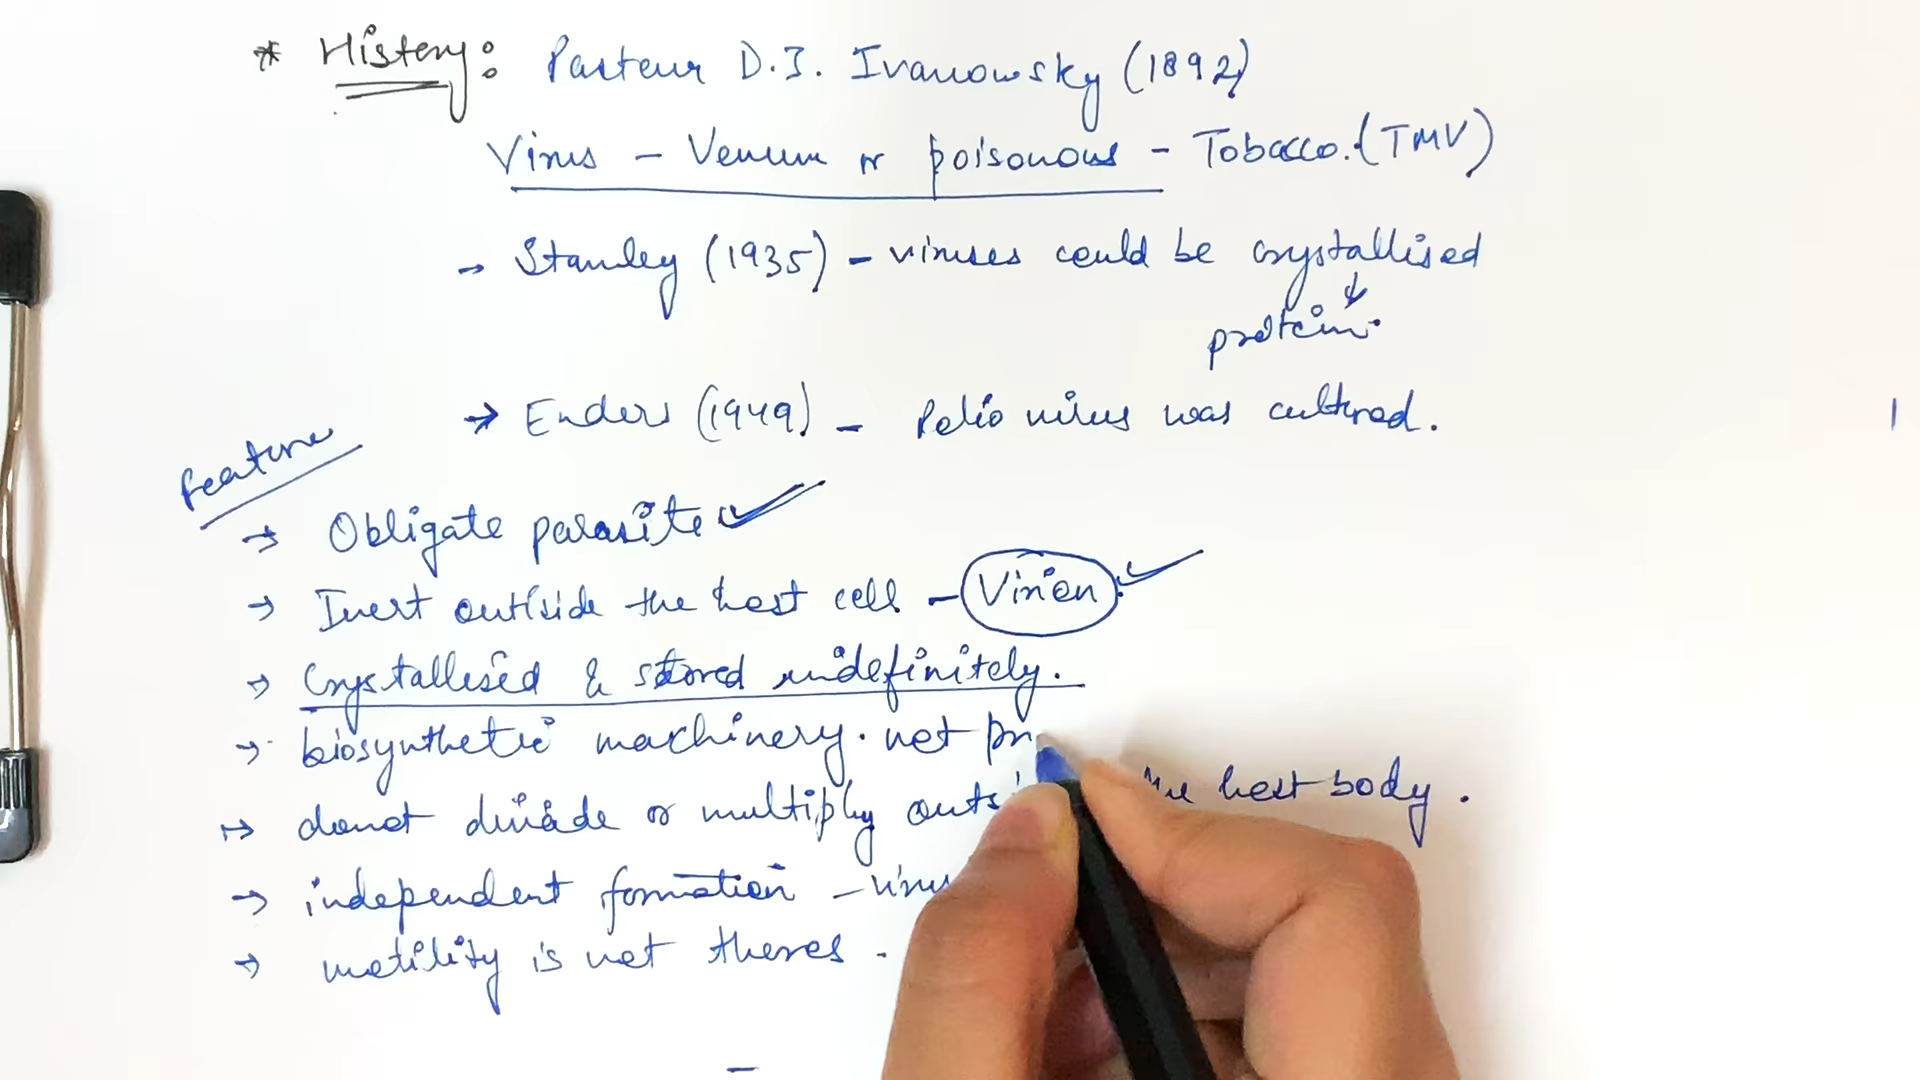 * History: Pasteur D.I. Ivanowsky (1892)
Virus - Venum or poisonous - Tobacco. (TMV)
→ Stanley (1935) - viruses could be crystallised
↓
protein.
→ Enders (1949) - Polio virus was cultured.
Feature
→ Obligate parasite ✓
→ Inert outside the host cell - Virion. ✓
→ Crystallised & stored indefinitely.
→ biosynthetic machinery. not
→ donot divide or multiply the host body.
→ independent formation -
→ motility is not theres.